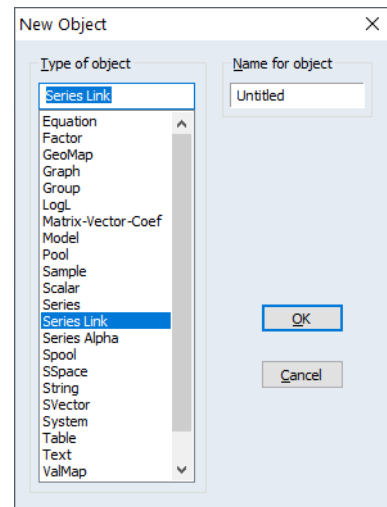 New Object
Type of object
Name for object
Series Link
Untitled
Equation
Factor
GeoMap
Graph
Group
LogL
Matrix-Vector-Coef
Model
Pool
Sample
Scalar
Series
Series Link
Series Alpha
Spool
SSpace
String
SVector
System
Table
Text
ValMap
OK
Cancel